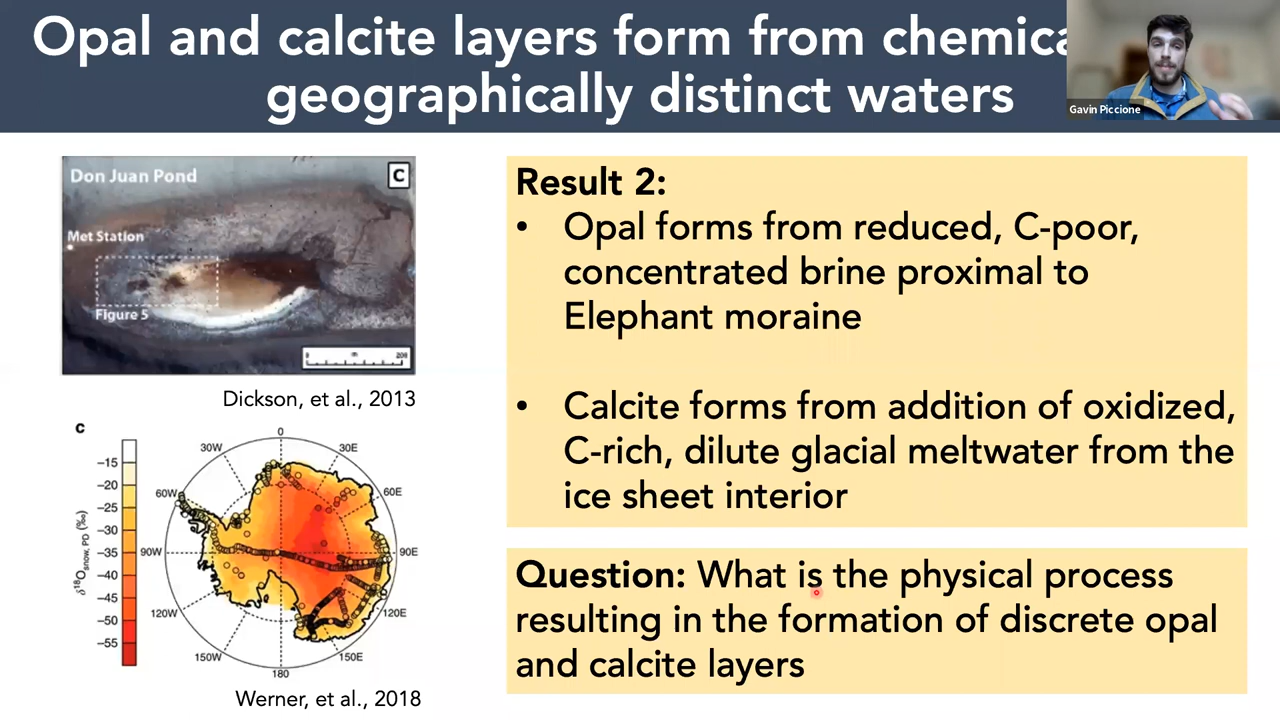 Opal and calcite layers form from chemica
geographically distinct waters
Gavin Piccione
Don Juan Pond
C
Met Station
Figure 5
0 m 200
Dickson, et al., 2013
c
0
30W
30E
60W
60E
90W
90E
120W
120E
150W
150E
180
-15
-20
-25
-30
-35
-40
-45
-50
-55
δ18Osnow, PD (‰)
Werner, et al., 2018
Result 2:
• Opal forms from reduced, C-poor,
concentrated brine proximal to
Elephant moraine
• Calcite forms from addition of oxidized,
C-rich, dilute glacial meltwater from the
ice sheet interior
Question: What is the physical process
resulting in the formation of discrete opal
and calcite layers